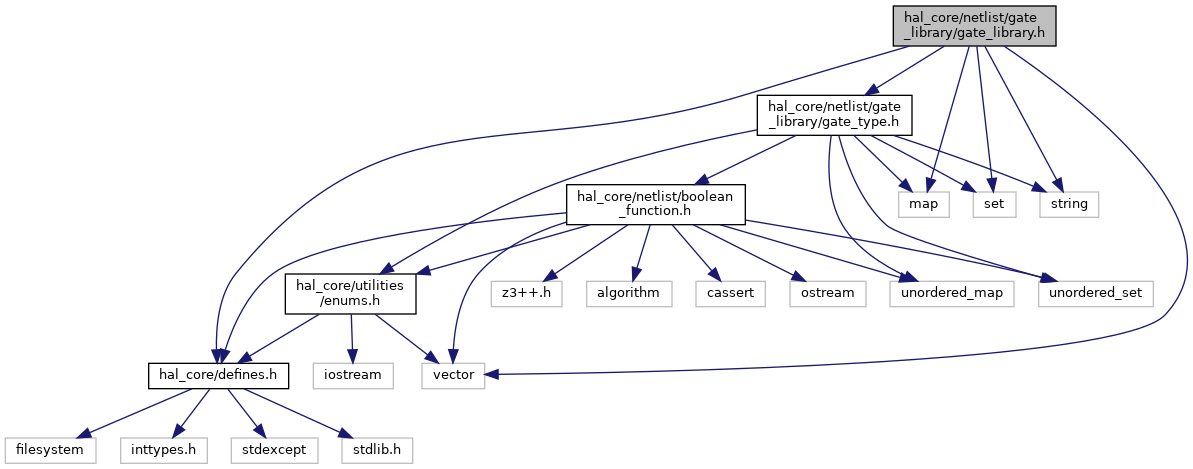 hal_core/netlist/gate
_library/gate_library.h
hal_core/netlist/gate
_library/gate_type.h
hal_core/netlist/boolean
_function.h
map
set
string
hal_core/utilities
/enums.h
z3++.h
algorithm
cassert
ostream
unordered_map
unordered_set
hal_core/defines.h
iostream
vector
filesystem
inttypes.h
stdexcept
stdlib.h